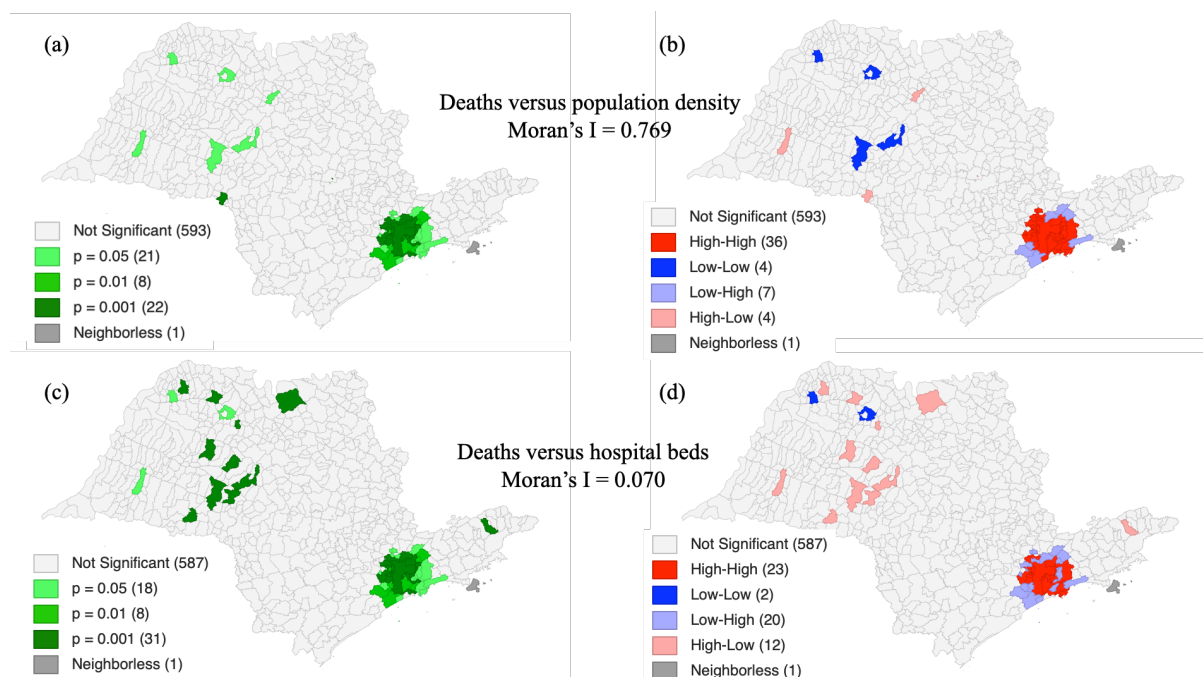 (a)
(b)
Deaths versus population density
Moran's I = 0.769
Not Significant (593)
p = 0.05 (21)
p = 0.01 (8)
p = 0.001 (22)
Neighborless (1)
Not Significant (593)
High-High (36)
Low-Low (4)
Low-High (7)
High-Low (4)
Neighborless (1)
(c)
(d)
Deaths versus hospital beds
Moran's I = 0.070
Not Significant (587)
p = 0.05 (18)
p = 0.01 (8)
p = 0.001 (31)
Neighborless (1)
Not Significant (587)
High-High (23)
Low-Low (2)
Low-High (20)
High-Low (12)
Neighborless (1)